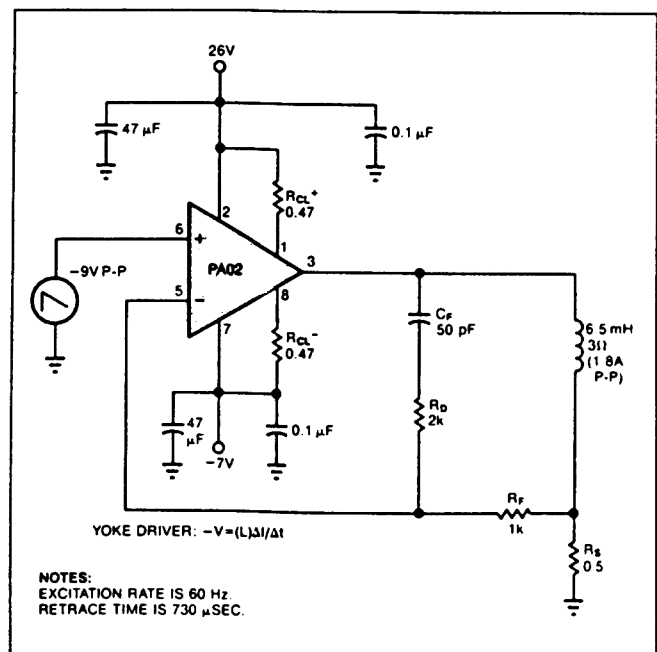 26V
47 µF
0.1 µF
RCL+
0.47
2
6
1
+
PA02
3
-9V P-P
5
-
8
7
RCL-
0.47
CF
50 pF
6 5 mH
3Ω
(1 8A
P-P)
RD
2k
47
µF
0.1 µF
-7V
RF
1k
YOKE DRIVER: -V=(L)ΔI/Δt
RS
0 5
NOTES:
EXCITATION RATE IS 60 Hz.
RETRACE TIME IS 730 µSEC.